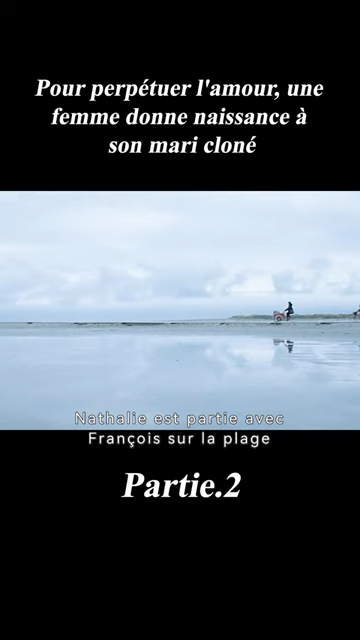 Pour perpétuer l'amour, une
femme donne naissance à
son mari cloné
Nathalie est partie avec
François sur la plage
Partie.2